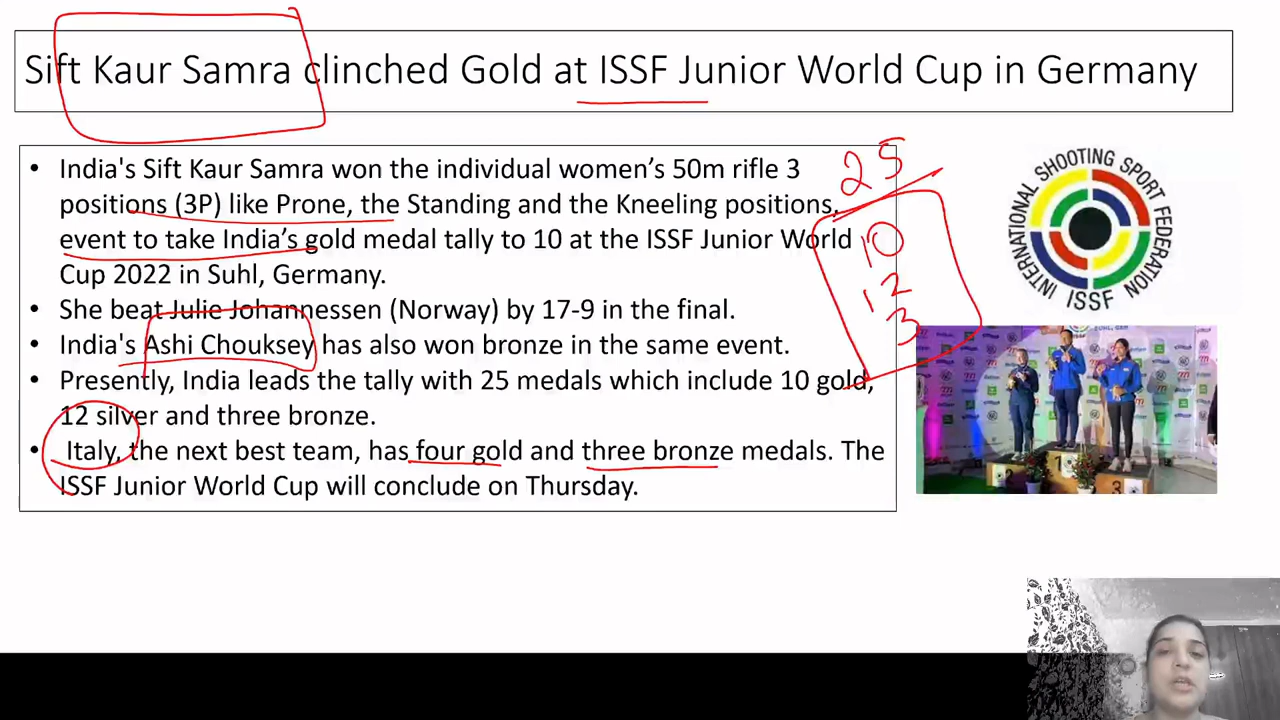 Sift Kaur Samra clinched Gold at ISSF Junior World Cup in Germany
• India's Sift Kaur Samra won the individual women's 50m rifle 3
positions (3P) like Prone, the Standing and the Kneeling positions,
event to take India's gold medal tally to 10 at the ISSF Junior World
Cup 2022 in Suhl, Germany.
• She beat Julie Johannessen (Norway) by 17-9 in the final.
• India's Ashi Chouksey has also won bronze in the same event.
• Presently, India leads the tally with 25 medals which include 10 gold,
12 silver and three bronze.
• Italy, the next best team, has four gold and three bronze medals. The
ISSF Junior World Cup will conclude on Thursday.
25
10
12
3
INTERNATIONAL SHOOTING SPORT FEDERATION
ISSF
1
3